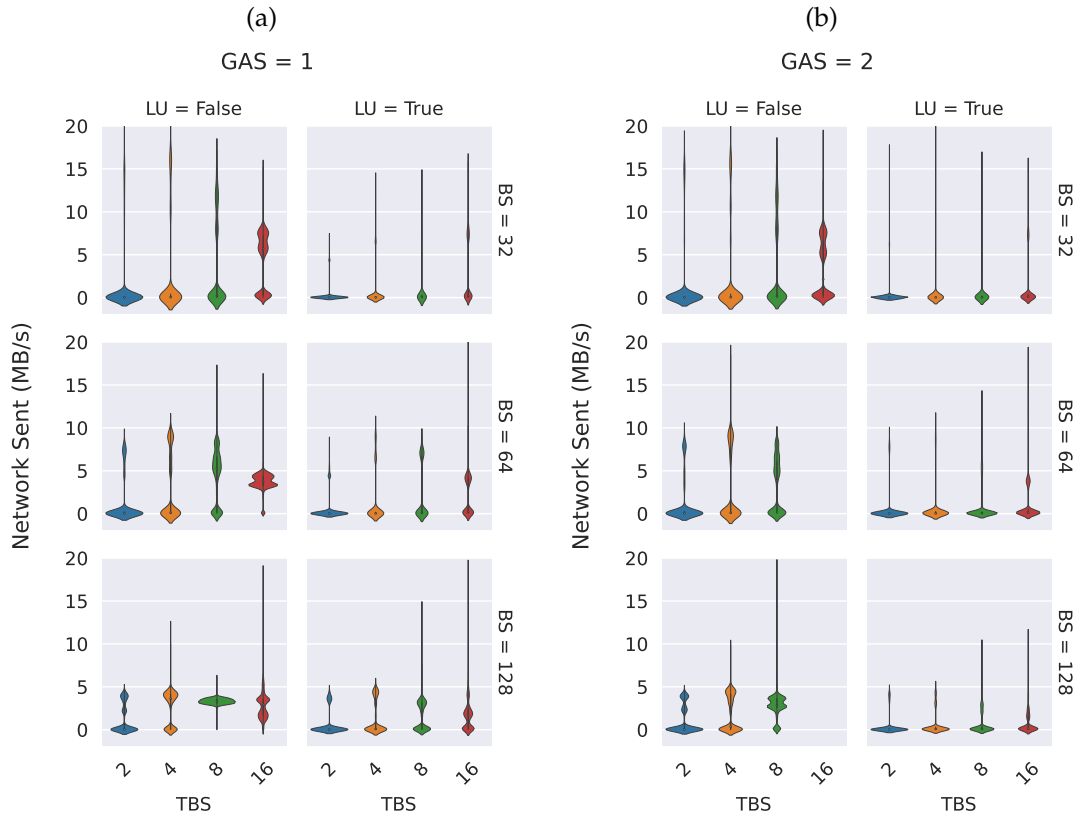 (a)
GAS = 1
LU = False
LU = True
20
15
10
5
0
BS = 32
20
15
10
5
0
BS = 64
20
15
10
5
0
BS = 128
Network Sent (MB/s)
2
4
8
16
2
4
8
16
TBS
TBS
(b)
GAS = 2
LU = False
LU = True
20
15
10
5
0
BS = 32
20
15
10
5
0
BS = 64
20
15
10
5
0
BS = 128
Network Sent (MB/s)
2
4
8
16
2
4
8
16
TBS
TBS